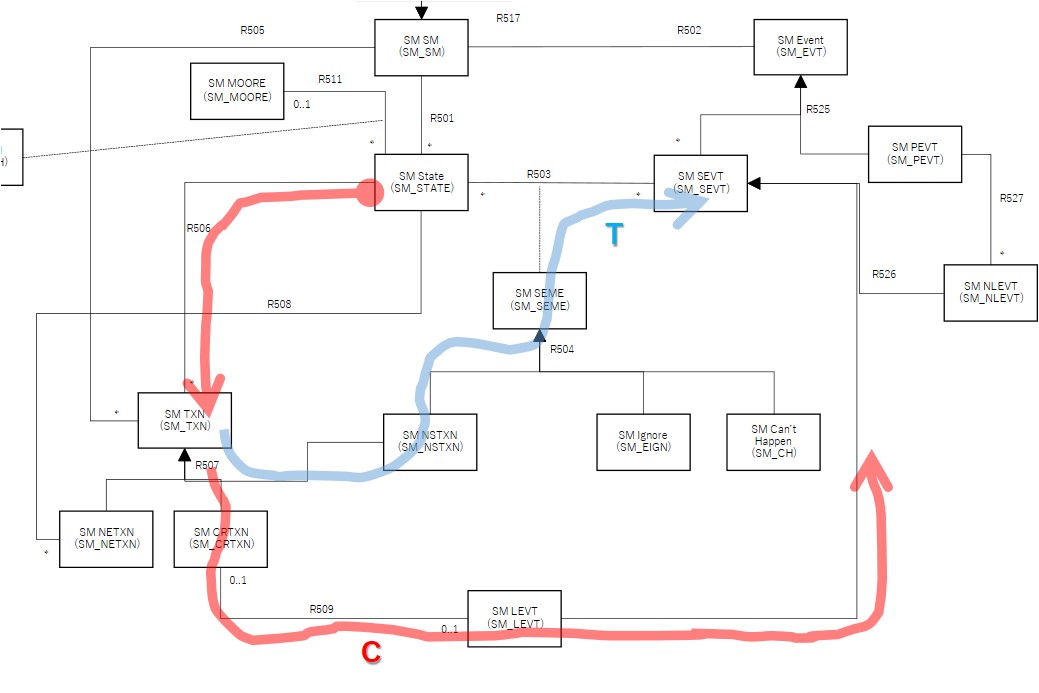 R505
SM SM
(SM_SM)
R517
R502
SM Event
(SM_EVT)
SM MOORE
(SM_MOORE)
R511
0..1
R501
R525
*
*
*
SM State
(SM_STATE)
*
R503
*
SM SEVT
(SM_SEVT)
SM PEVT
(SM_PEVT)
R527
*
H)
R506
T
R526
SM NLEVT
(SM_NLEVT)
SM SEME
(SM_SEME)
R508
R504
*
*
SM TXN
(SM_TXN)
SM NSTXN
(SM_NSTXN)
SM Ignore
(SM_EIGN)
SM Can't
Happen
(SM_CH)
R507
SM NETXN
(SM_NETXN)
*
SM CRTXN
(SM_CRTXN)
0..1
R509
0..1
SM LEVT
(SM_LEVT)
C